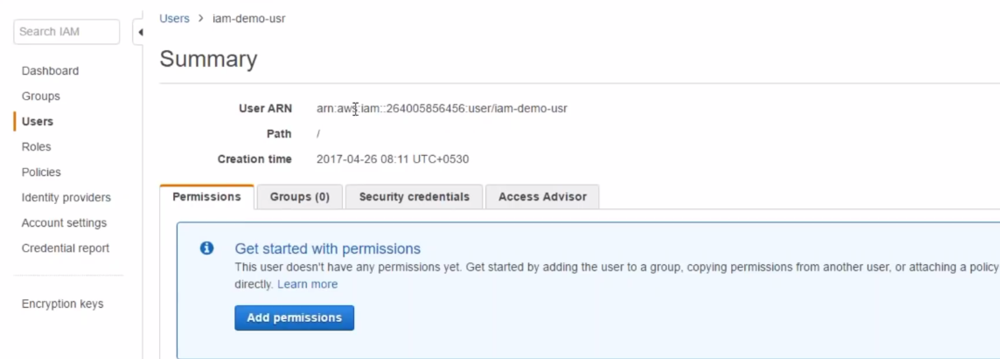 Users > iam-demo-usr
Search IAM
Summary
Dashboard
Groups
Users
Roles
Policies
Identity providers
Account settings
Credential report
Encryption keys
User ARN arn:aws:iam::264005856456:user/iam-demo-usr
Path /
Creation time 2017-04-26 08:11 UTC+0530
Permissions Groups (0) Security credentials Access Advisor
Get started with permissions
This user doesn't have any permissions yet. Get started by adding the user to a group, copying permissions from another user, or attaching a policy
directly. Learn more
Add permissions